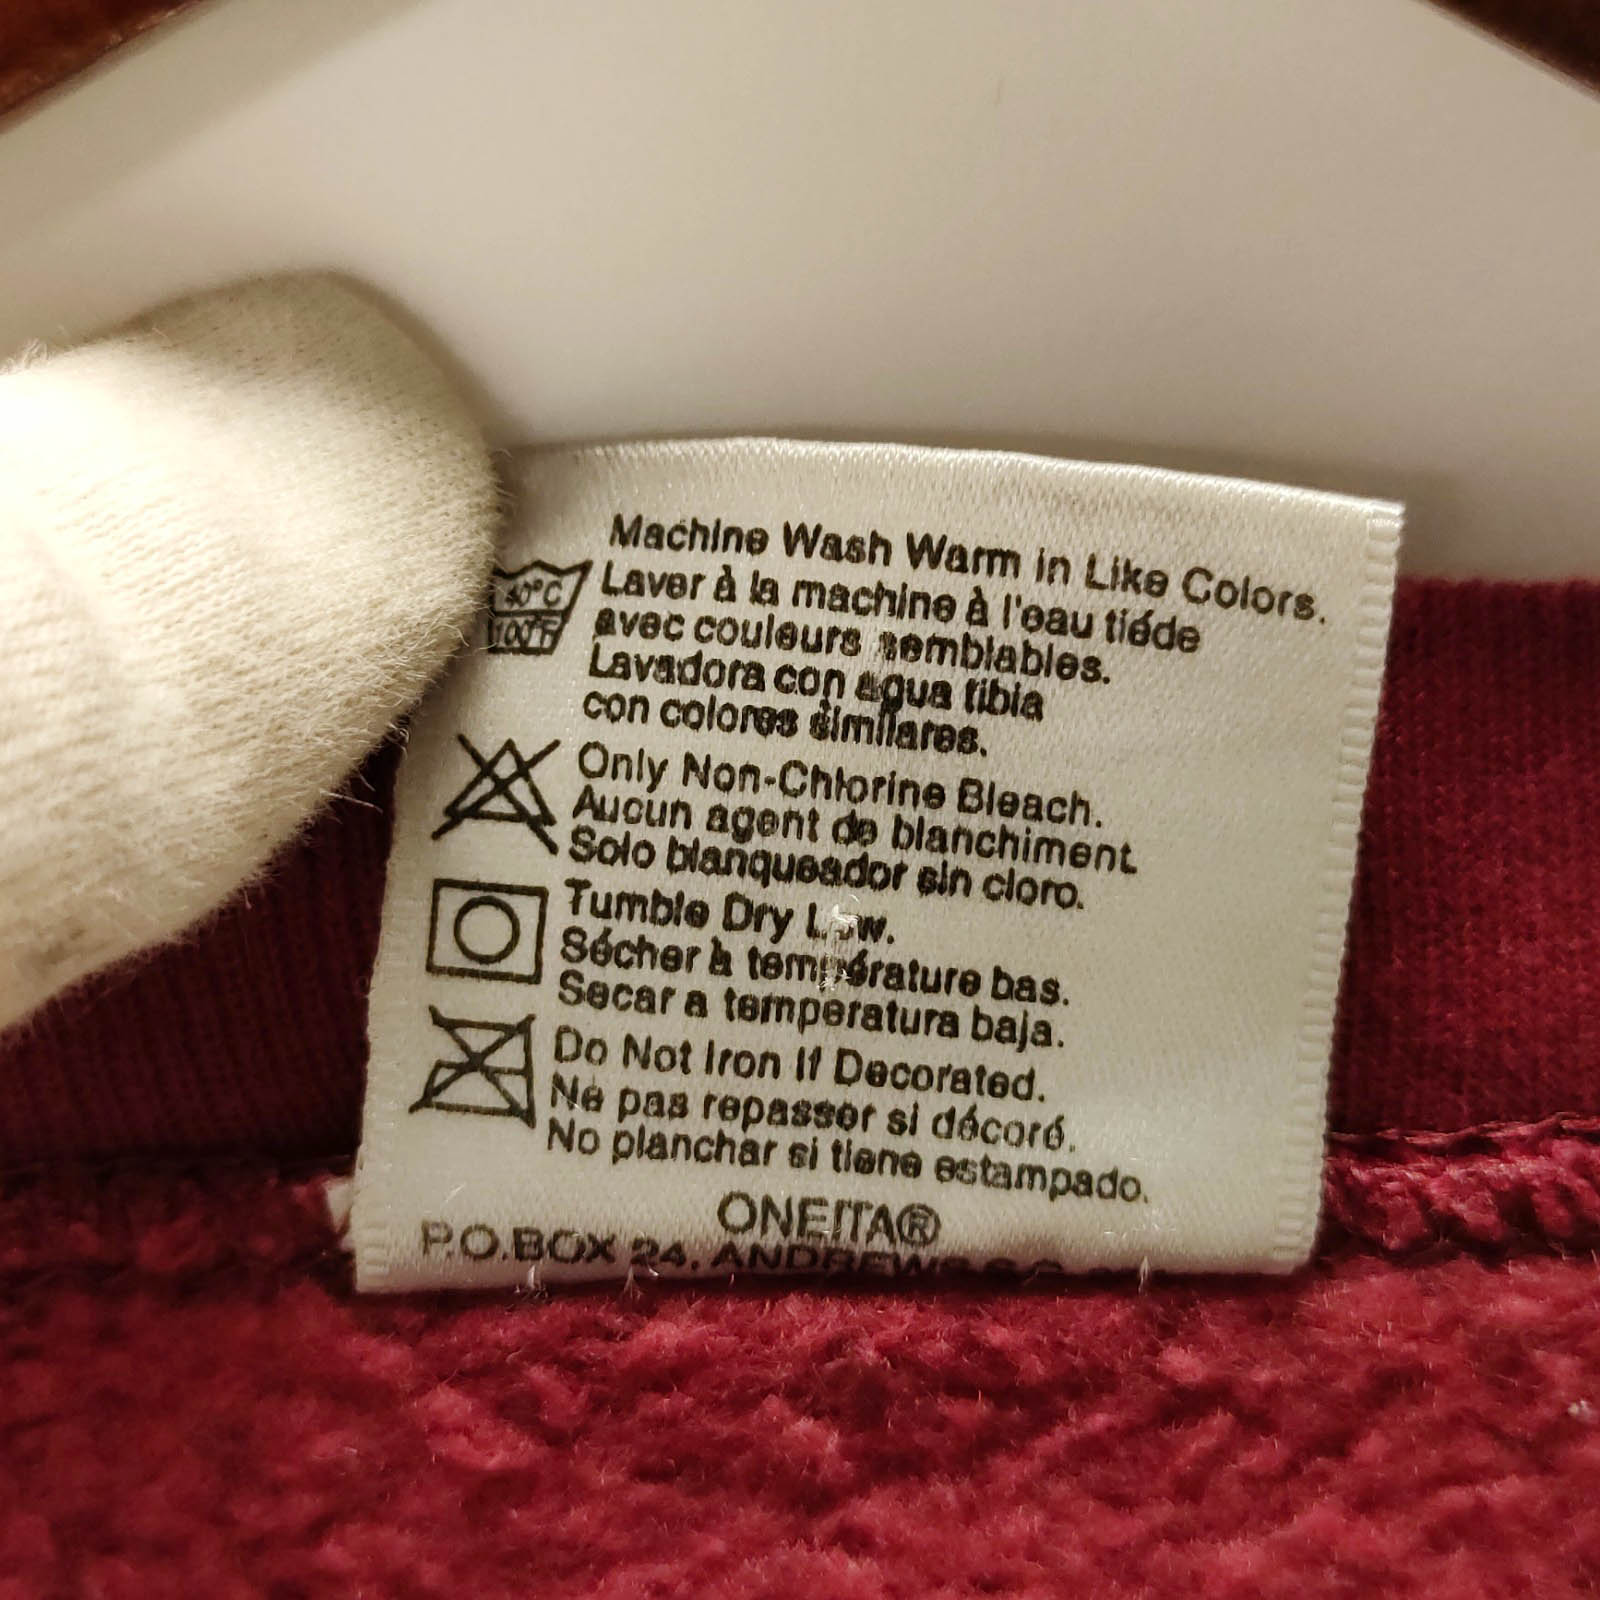 Machine Wash Warm in Like Colors.
40°C
100°F
Laver à la machine à l'eau tiéde
avec couleurs semblables.
Lavadora con agua tibia
con colores similares.
Only Non-Chlorine Bleach.
Aucun agent de blanchiment.
Solo blanqueador sin cloro.
Tumble Dry Low.
Sécher à température bas.
Secar a temperatura baja.
Do Not Iron If Decorated.
Ne pas repasser si décoré.
No planchar si tiene estampado.
ONEITA®
P.O.BOX 24, ANDREWS S.C.